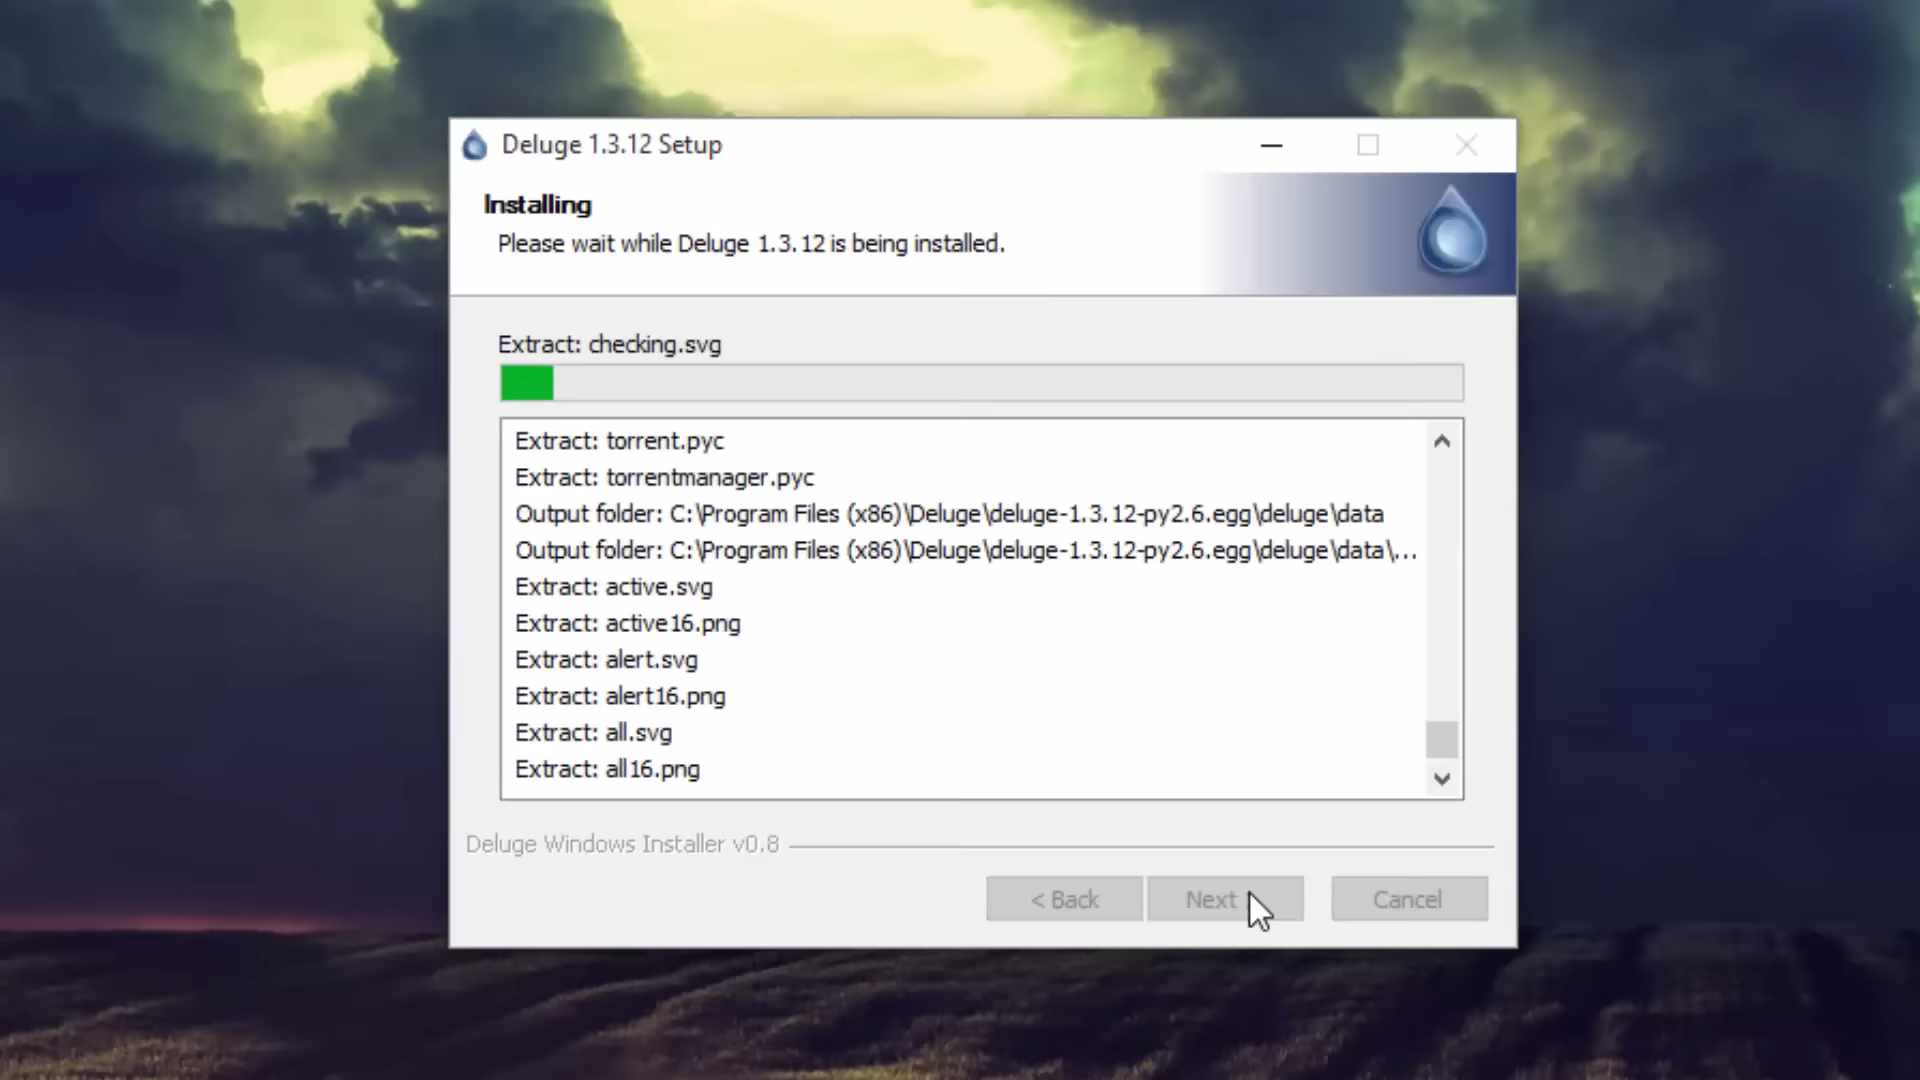 Deluge 1.3.12 Setup
Installing
Please wait while Deluge 1.3.12 is being installed.
Extract: checking.svg
Extract: torrent.pyc
Extract: torrentmanager.pyc
Output folder: C:\Program Files (x86)\Deluge\deluge-1.3.12-py2.6.egg\deluge\data
Output folder: C:\Program Files (x86)\Deluge\deluge-1.3.12-py2.6.egg\deluge\data\...
Extract: active.svg
Extract: active16.png
Extract: alert.svg
Extract: alert16.png
Extract: all.svg
Extract: all16.png
Deluge Windows Installer v0.8
< Back Next Cancel